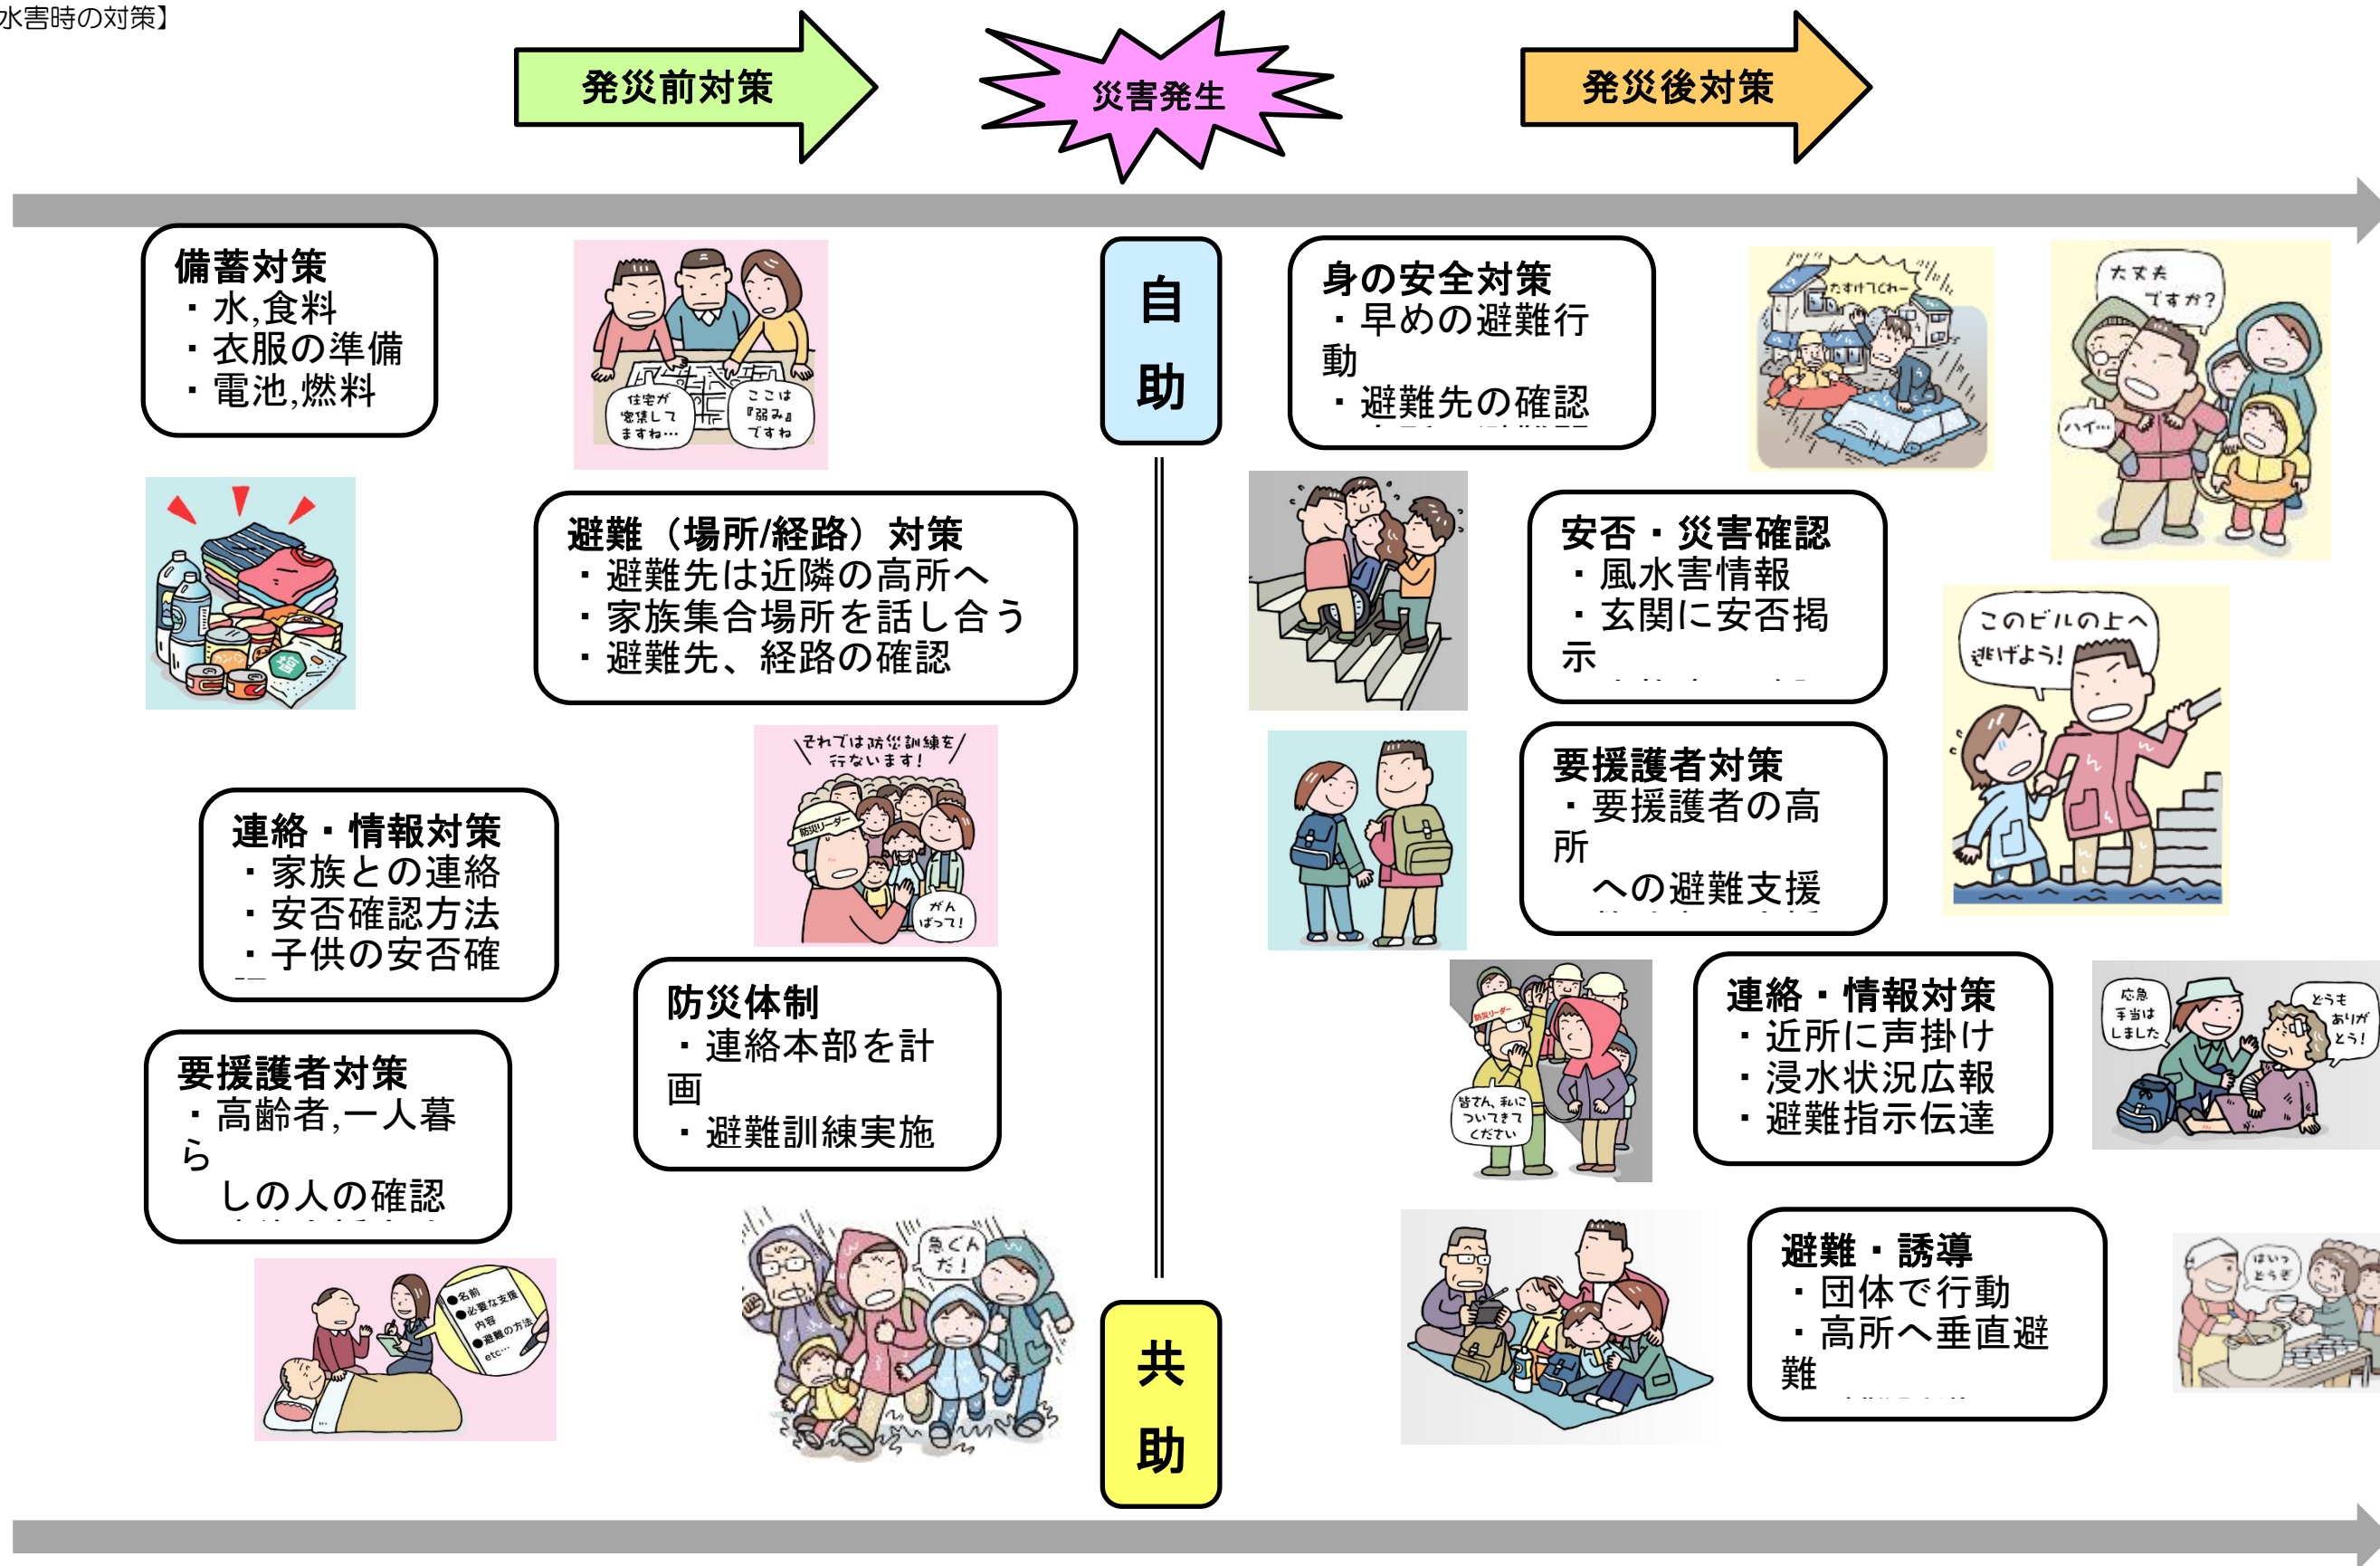 水害時の対策】
発災前対策
災害発生
発災後対策
備蓄対策
・水,食料
・衣服の準備
・電池,燃料
住宅が
密集して
ますね…
ここは
『弱み』
ですね
避難（場所/経路）対策
・避難先は近隣の高所へ
・家族集合場所を話し合う
・避難先、経路の確認
それでは防災訓練を
行ないます!
防災リーダー
がん
ばって!
連絡・情報対策
・家族との連絡
・安否確認方法
・子供の安否確
防災体制
・連絡本部を計
画
・避難訓練実施
要援護者対策
・高齢者,一人暮
ら
しの人の確認
●名前
●必要な支援
内容
●避難の方法
etc…
急ぐん
だ!
自
助
共
助
身の安全対策
・早めの避難行
動
・避難先の確認
たすけてくれー
大丈夫
ですか?
ハイ…
安否・災害確認
・風水害情報
・玄関に安否掲
示
このビルの上へ
逃げよう!
要援護者対策
・要援護者の高
所
への避難支援
防災リーダー
皆さん、私に
ついてきて
ください
連絡・情報対策
・近所に声掛け
・浸水状況広報
・避難指示伝達
応急
手当は
しました
どうも
ありが
とう!
避難・誘導
・団体で行動
・高所へ垂直避
難
はいっ
どうぞ
カンパン
塩